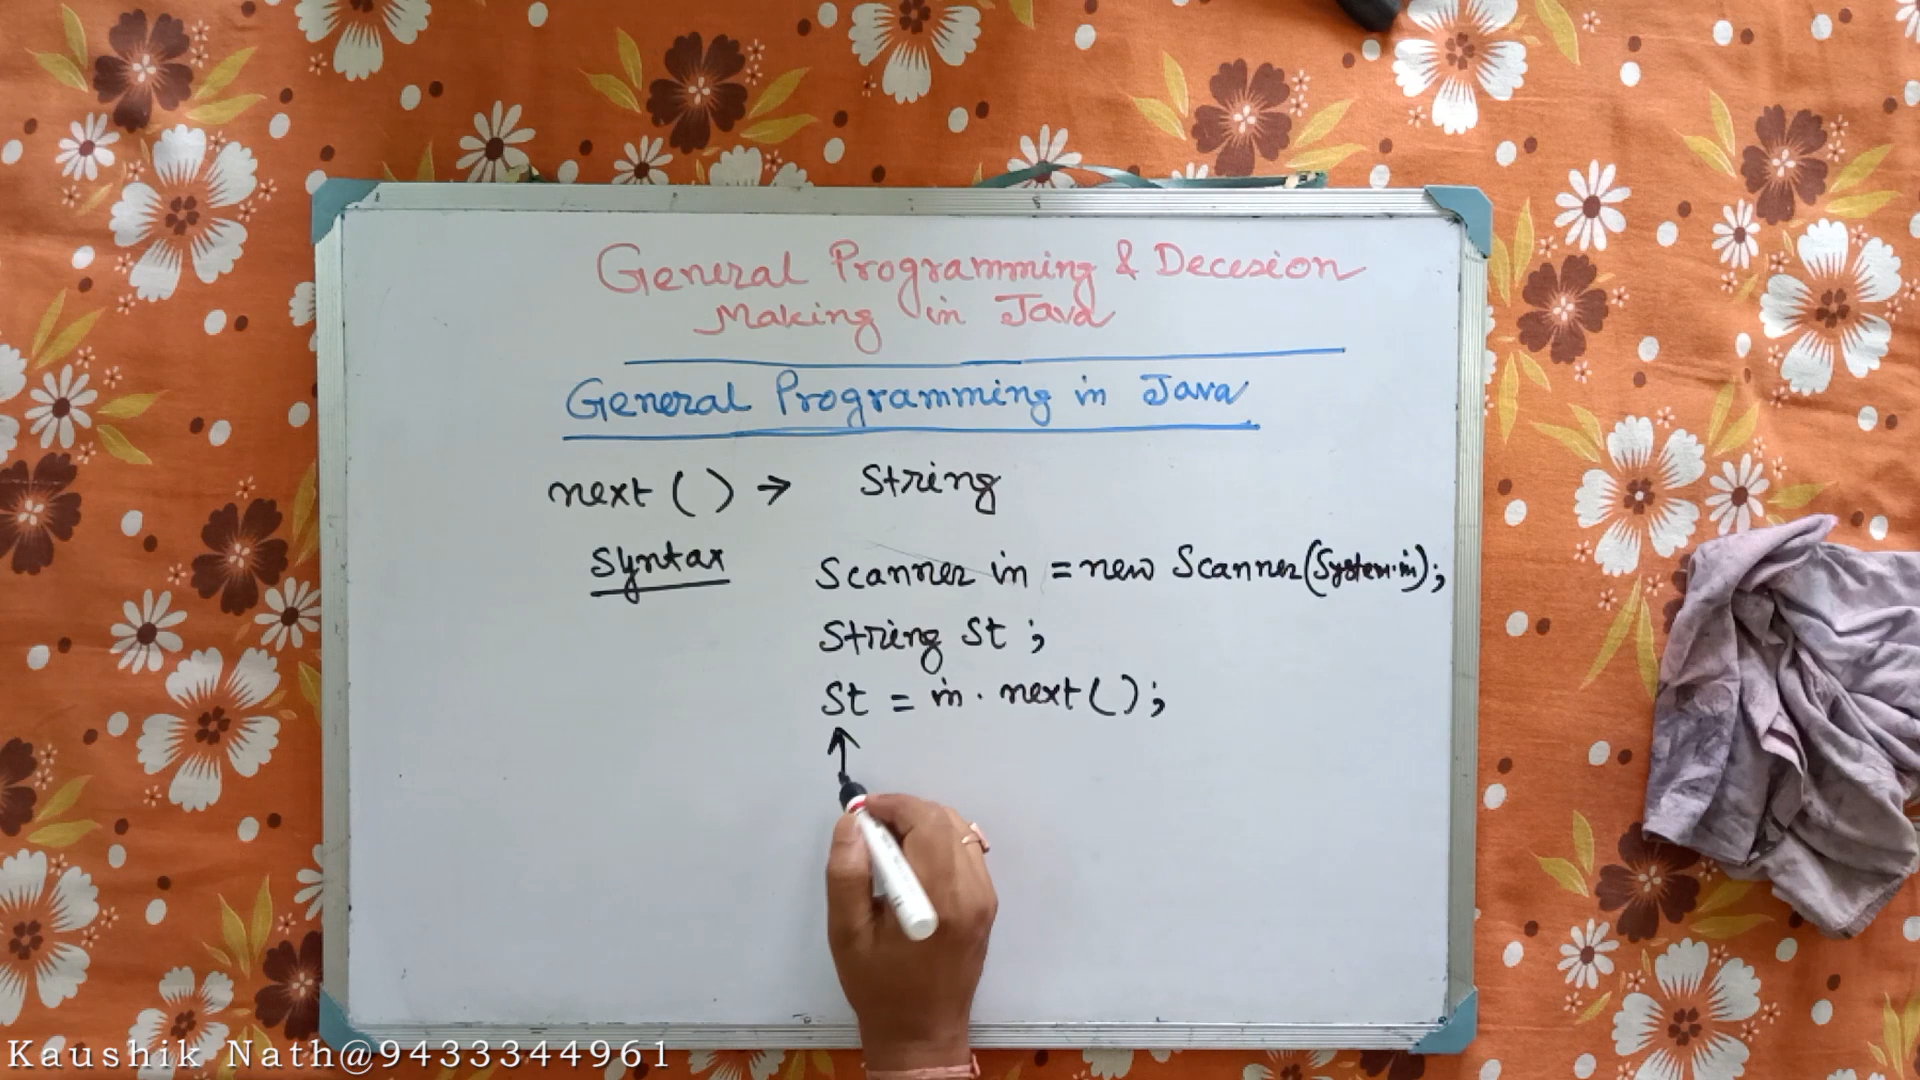 General Programming & Decesion
Making in Java
General Programming in Java
next () → String
Syntax Scanner in = new Scanner(System.in);
String St ;
St = in. next();
Kaushik Nath@9433344961